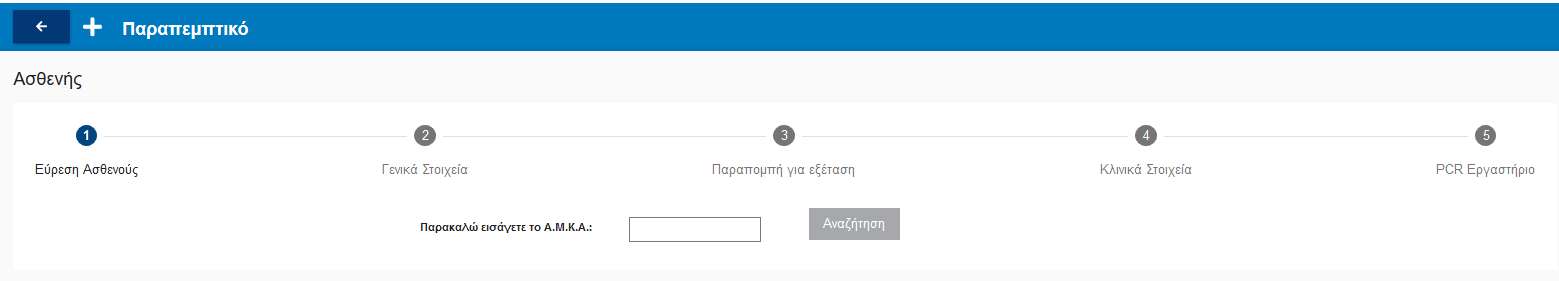 Παραπεμπτικό
Ασθενής
1 2 3 4 5
Εύρεση Ασθενούς Γενικά Στοιχεία Παραπομπή για εξέταση Κλινικά Στοιχεία PCR Εργαστήριο
Παρακαλώ εισάγετε το Α.Μ.Κ.Α.: Αναζήτηση